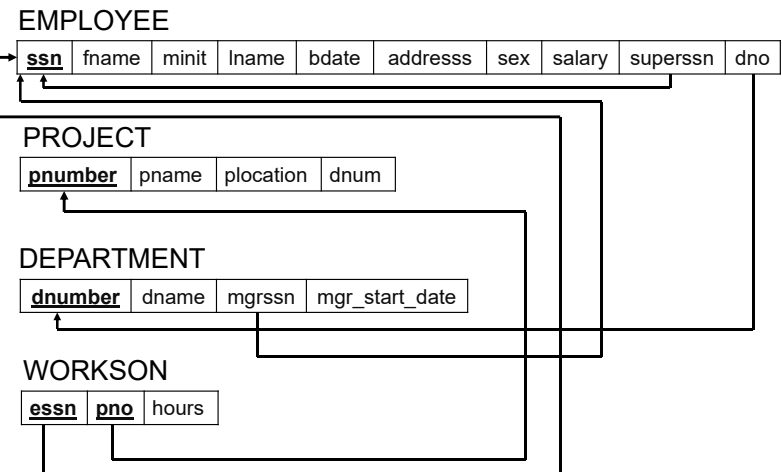 EMPLOYEE
ssn fname minit lname bdate addresss sex salary superssn dno
PROJECT
pnumber pname plocation dnum
DEPARTMENT
dnumber dname mgrssn mgr_start_date
WORKSON
essn pno hours